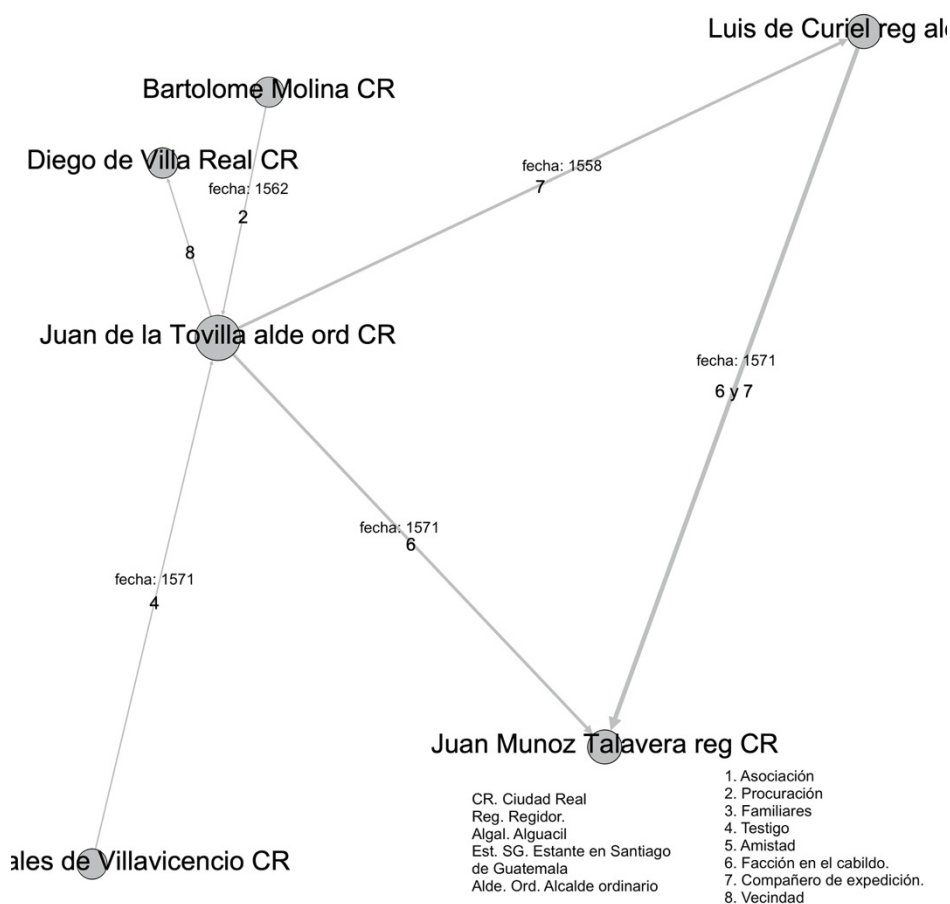 Luis de Curiel reg alc
Bartolome Molina CR
Diego de Villa Real CR
fecha: 1558
7
fecha: 1562
2
8
Juan de la Tovilla alde ord CR
fecha: 1571
6 y 7
fecha: 1571
6
fecha: 1571
4
Juan Munoz Talavera reg CR
ales de Villavicencio CR
CR. Ciudad Real
Reg. Regidor.
Algal. Alguacil
Est. SG. Estante en Santiago
de Guatemala
Alde. Ord. Alcalde ordinario
1. Asociación
2. Procuración
3. Familiares
4. Testigo
5. Amistad
6. Facción en el cabildo.
7. Compañero de expedición.
8. Vecindad